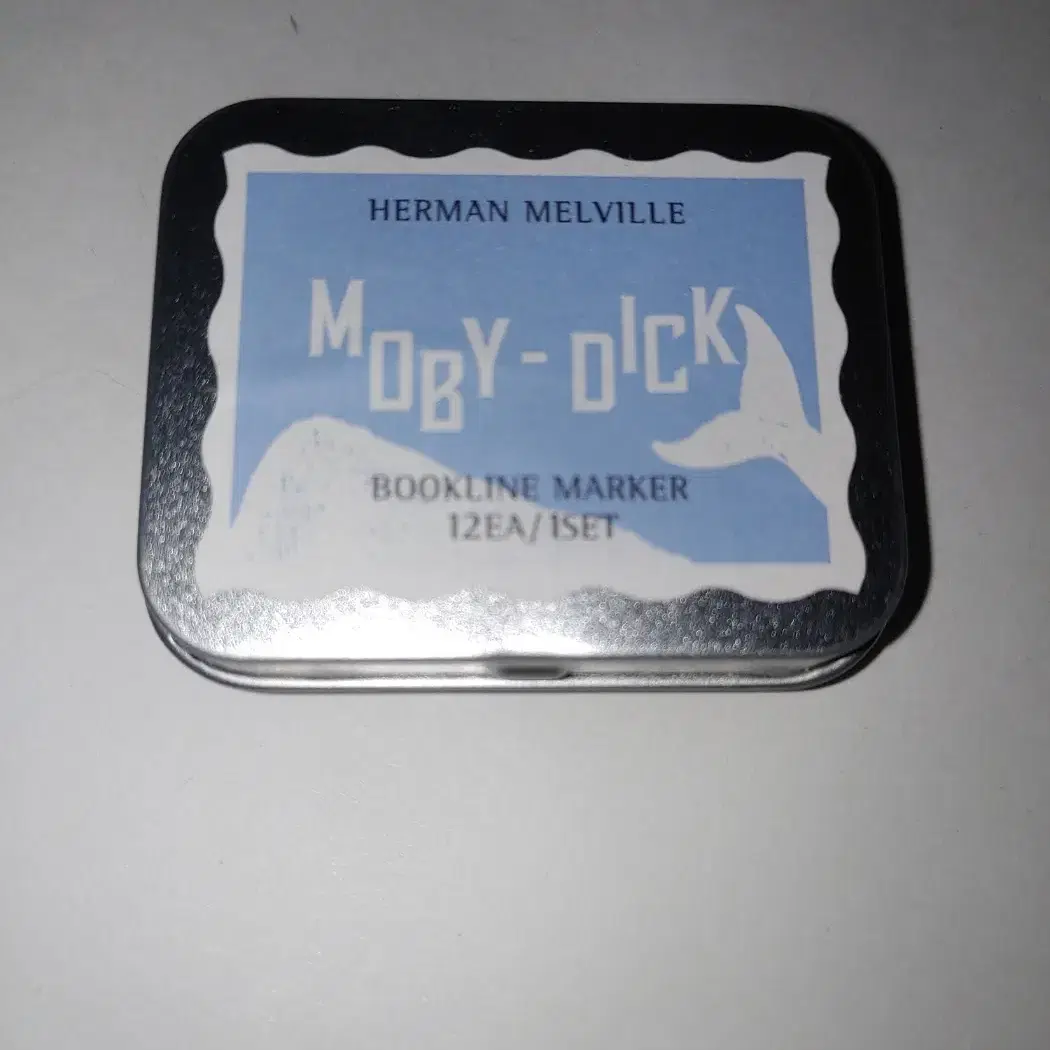 HERMAN MELVILLE
MOBY-DICK
BOOKLINE MARKER
12EA/1SET